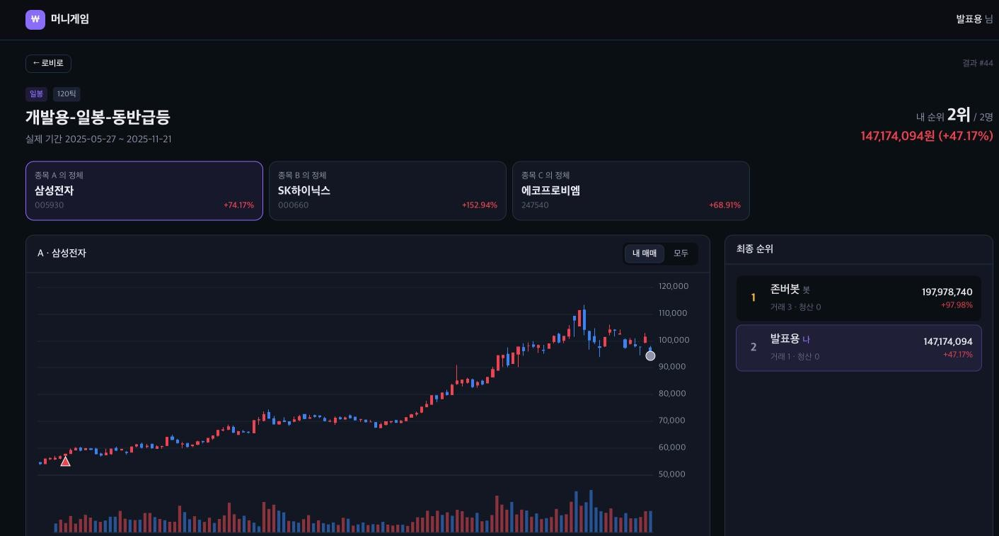 ₩ 머니게임
발표용 님
← 로비로
결과 #44
일봉 120틱
개발용-일봉-동반급등
실제 기간 2025-05-27 ~ 2025-11-21
내 순위 2위 / 2명
147,174,094원 (+47.17%)
종목 A 의 정체
삼성전자
005930 +74.17%
종목 B 의 정체
SK하이닉스
000660 +152.94%
종목 C 의 정체
에코프로비엠
247540 +68.91%
A · 삼성전자
내 매매 모두
120,000
110,000
100,000
90,000
80,000
70,000
60,000
50,000
최종 순위
1 존버봇 봇 197,978,740
거래 3 · 청산 0 +97.98%
2 발표용 나 147,174,094
거래 1 · 청산 0 +47.17%